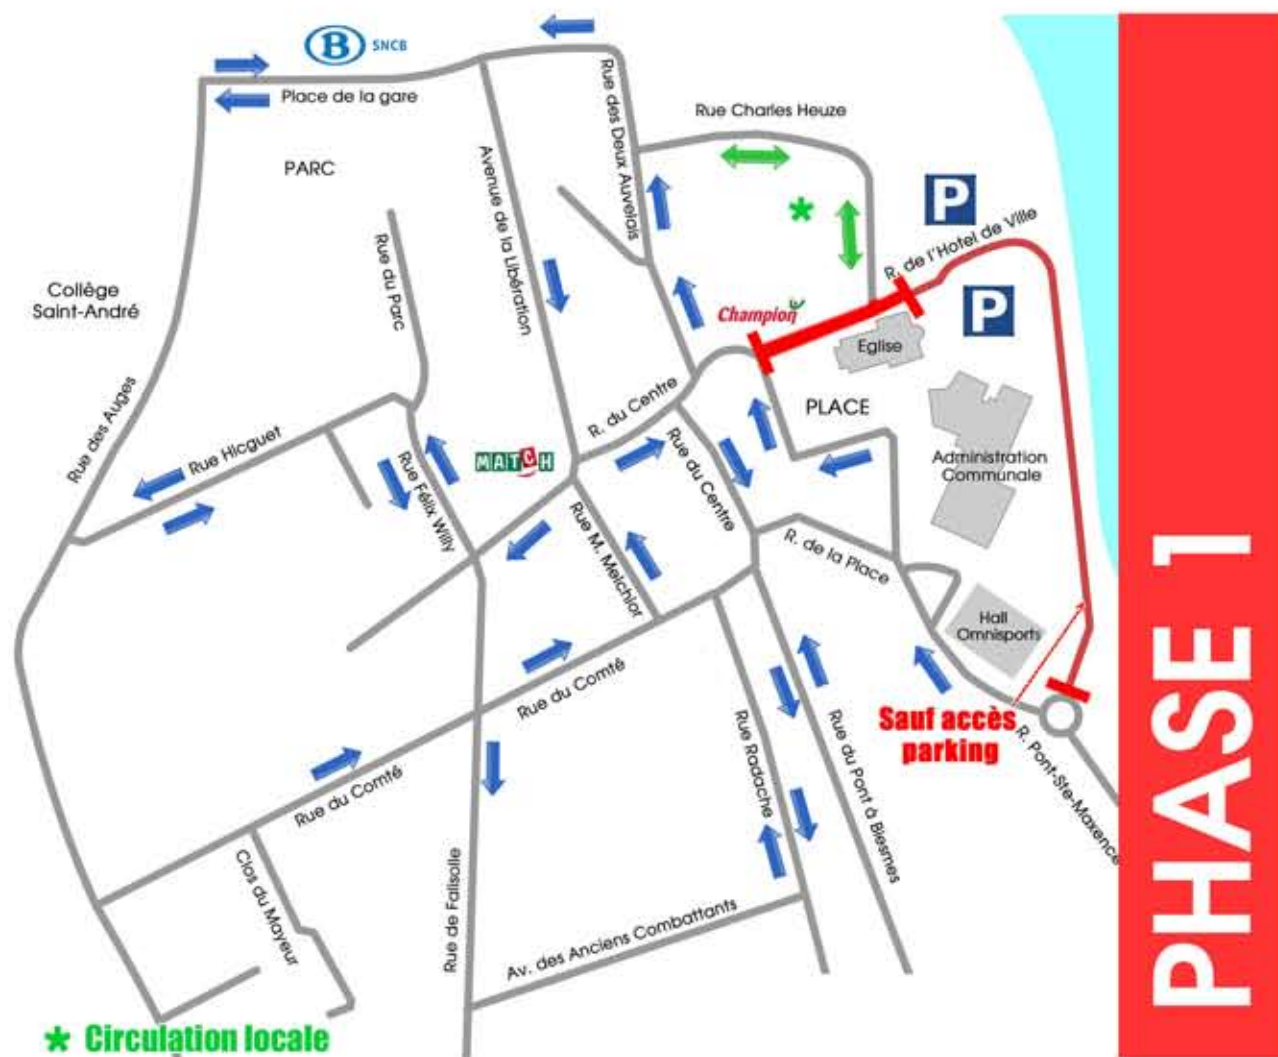 B SNCB
Place de la gare
PARC
Rue Charles Heuze
Rue des Deux Auvelais
Avenue de la Libération
P
R. de l'Hotel de Ville
Rue du Parc
Collège
Saint-André
P
Champion
Eglise
Rue des Auges
R. du Centre
PLACE
Rue Hicguet
MATCH
Rue du Centre
Administration
Communale
Rue Félix Willy
Rue M. Melchior
R. de la Place
Hall
Omnisports
Rue du Comté
Sauf accès
parking
Rue Radache
Rue du Pont à Biesmes
R. Pont-Ste-Maxence
Rue du Comté
Clos du Mayeur
Rue de Falisolle
Av. des Anciens Combattants
* Circulation locale
PHASE 1